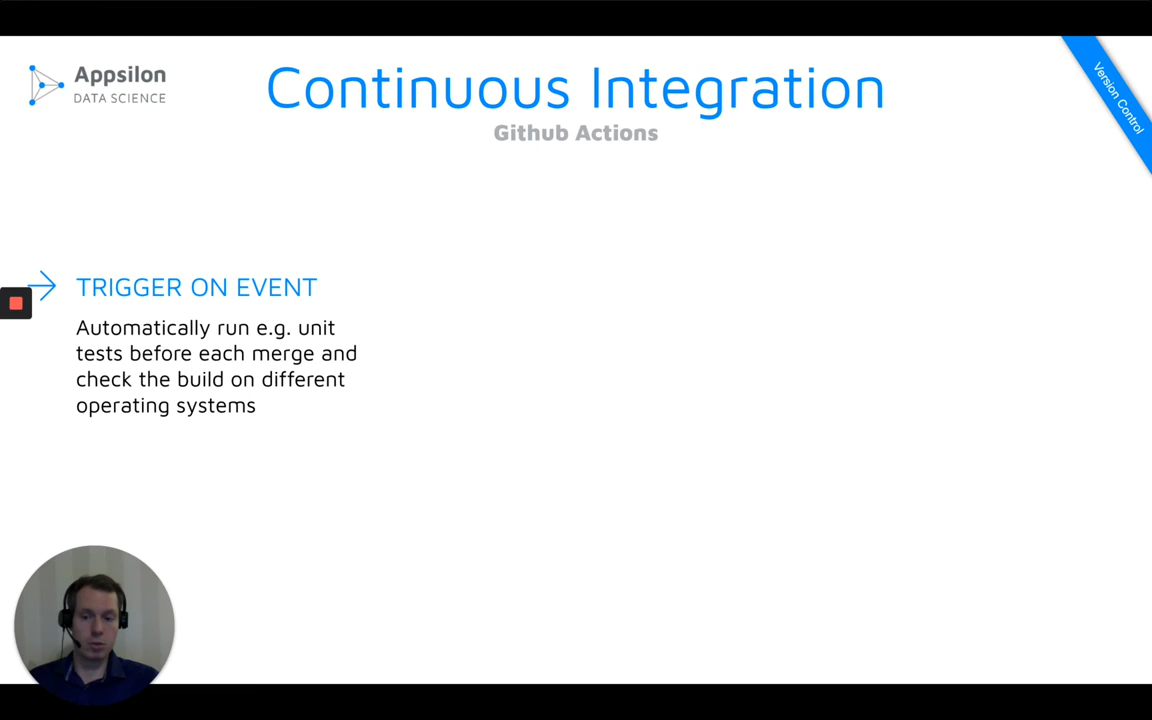 Appsilon
DATA SCIENCE
Continuous Integration
Github Actions
Version Control
TRIGGER ON EVENT
Automatically run e.g. unit
tests before each merge and
check the build on different
operating systems